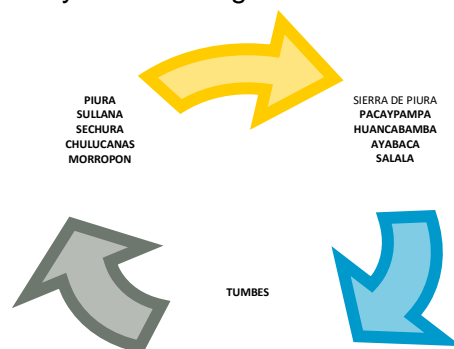 PIURA
SULLANA
SECHURA
CHULUCANAS
MORROPON
SIERRA DE PIURA
PACAYPAMPA
HUANCABAMBA
AYABACA
SALALA
TUMBES